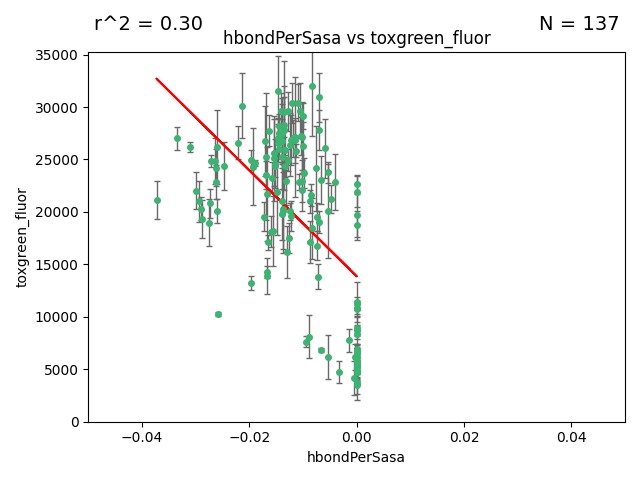 r^2 = 0.30
N = 137
hbondPerSasa vs toxgreen_fluor
35000
30000
25000
20000
15000
10000
5000
0
toxgreen_fluor
−0.04
−0.02
0.00
0.02
0.04
hbondPerSasa